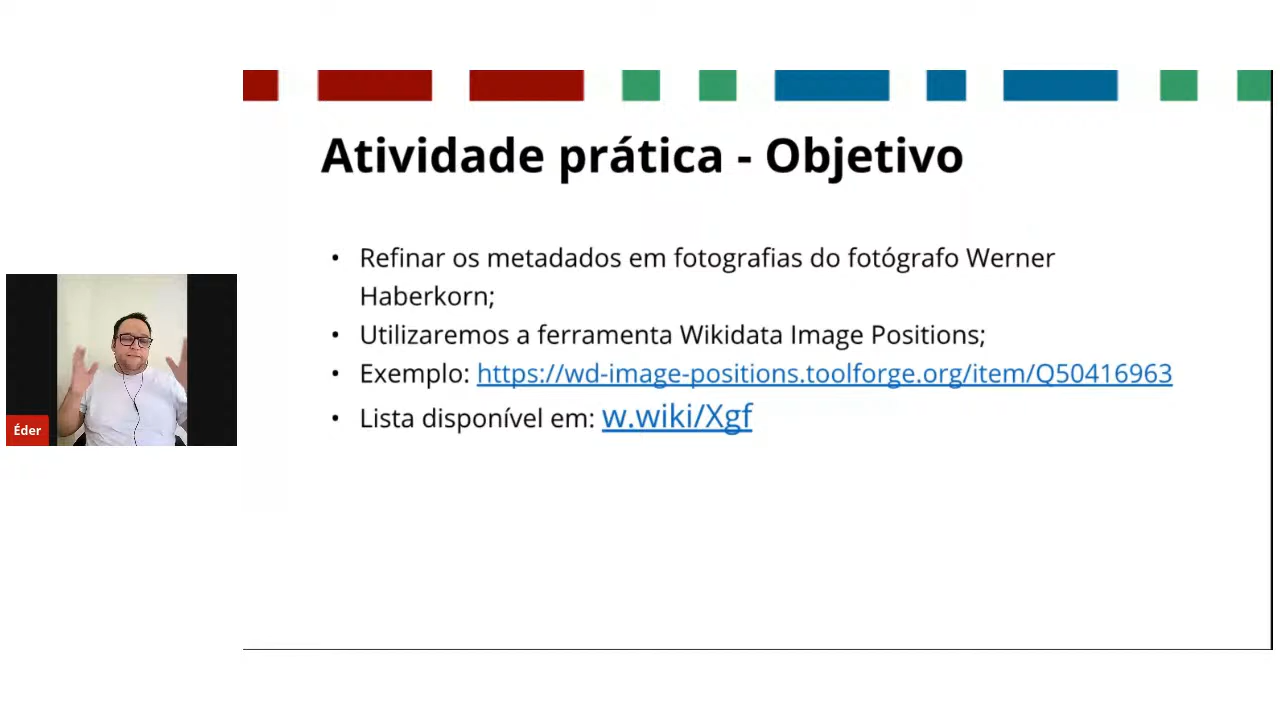 Atividade prática - Objetivo
• Refinar os metadados em fotografias do fotógrafo Werner
Haberkorn;
• Utilizaremos a ferramenta Wikidata Image Positions;
• Exemplo: https://wd-image-positions.toolforge.org/item/Q50416963
• Lista disponível em: w.wiki/Xgf
Éder